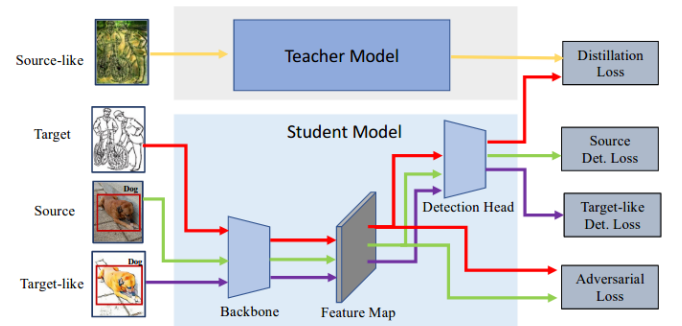 Source-like
Teacher Model
Distillation
Loss
Target
Student Model
Source
Det. Loss
Dog
Source
Detection Head
Target-like
Det. Loss
Dog
Target-like
Adversarial
Loss
Backbone
Feature Map